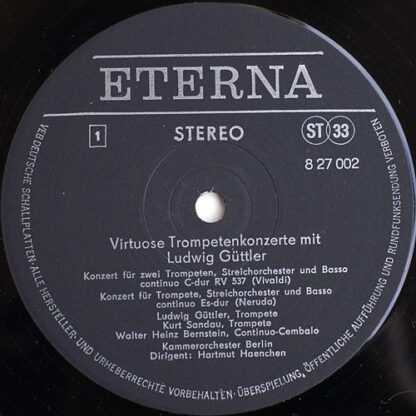 ETERNA
1
STEREO
ST 33
8 27 002
Virtuose Trompetenkonzerte mit
Ludwig Güttler
Konzert für zwei Trompeten, Streichorchester und Basso
continuo C-dur RV 537 (Vivaldi)
Konzert für Trompete, Streichorchester und Basso
continuo Es-dur (Neruda)
Ludwig Güttler, Trompete
Kurt Sandau, Trompete
Walter Heinz Bernstein, Continuo-Cembalo
Kammerorchester Berlin
Dirigent: Hartmut Haenchen
VEB DEUTSCHE SCHALLPLATTEN · ALLE HERSTELLER- UND URHEBERRECHTE VORBEHALTEN · ÜBERSPIELUNG, ÖFFENTLICHE AUFFÜHRUNG UND RUNDFUNKSENDUNG VERBOTEN